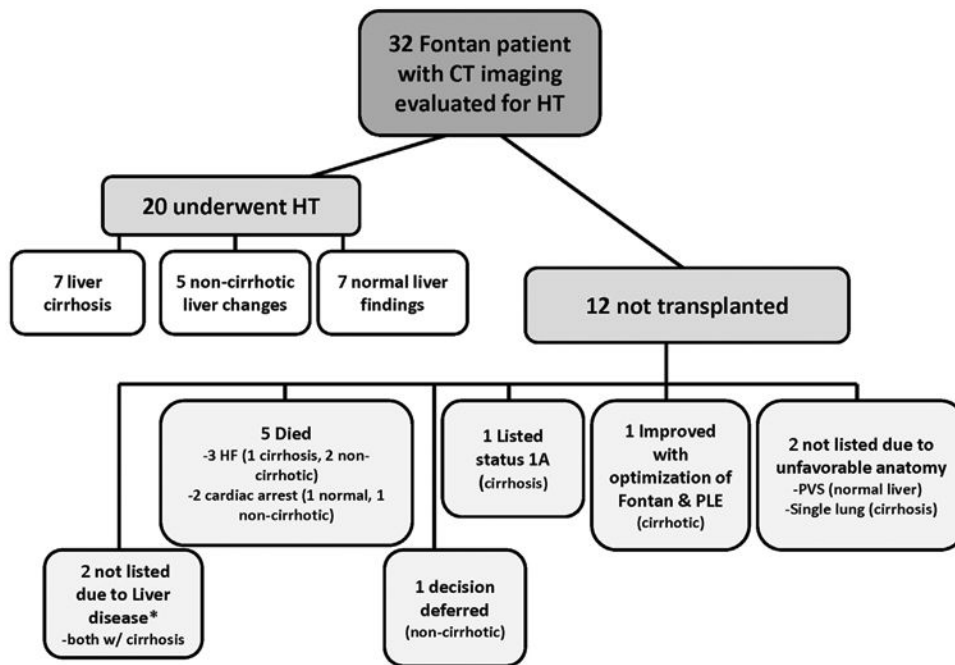 32 Fontan patient
with CT imaging
evaluated for HT
20 underwent HT
7 liver
cirrhosis
5 non-cirrhotic
liver changes
7 normal liver
findings
12 not transplanted
5 Died
-3 HF (1 cirrhosis, 2 non-
cirrhotic)
-2 cardiac arrest (1 normal, 1
non-cirrhotic)
1 Listed
status 1A
(cirrhosis)
1 Improved
with
optimization of
Fontan & PLE
(cirrhotic)
2 not listed due to
unfavorable anatomy
-PVS (normal liver)
-Single lung (cirrhosis)
2 not listed
due to Liver
disease*
-both w/ cirrhosis
1 decision
deferred
(non-cirrhotic)